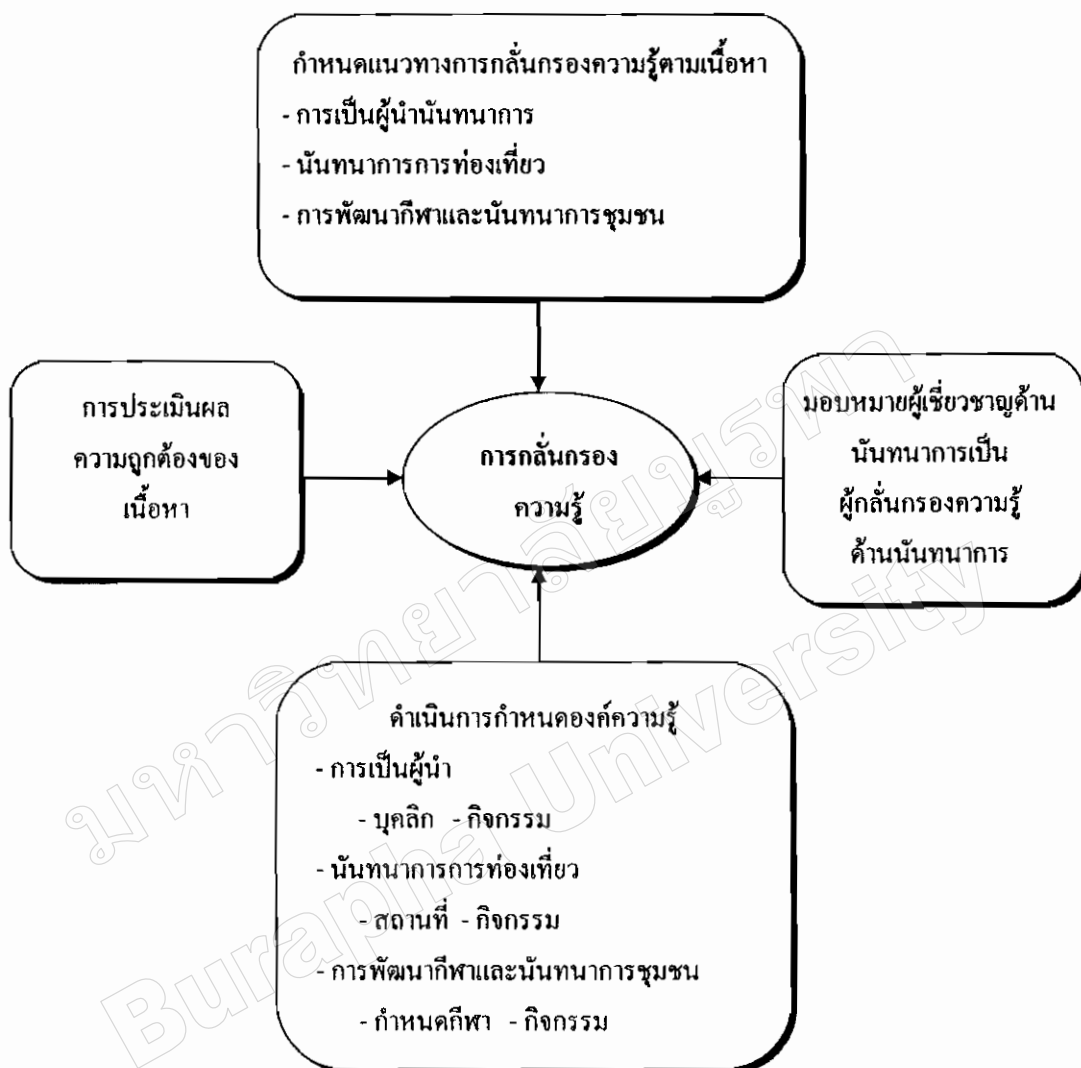 กำหนดแนวทางการกลั่นกรองความรู้ตามเนื้อหา
- การเป็นผู้นำนันทนาการ
- นันทนาการการท่องเที่ยว
- การพัฒนากีฬาและนันทนาการชุมชน
การประเมินผล
ความถูกต้องของ
เนื้อหา
การกลั่นกรอง
ความรู้
มอบหมายผู้เชี่ยวชาญด้าน
นันทนาการเป็น
ผู้กลั่นกรองความรู้
ด้านนันทนาการ
ดำเนินการกำหนดองค์ความรู้
- การเป็นผู้นำ
- บุคลิก - กิจกรรม
- นันทนาการการท่องเที่ยว
- สถานที่ - กิจกรรม
- การพัฒนากีฬาและนันทนาการชุมชน
- กำหนดกีฬา - กิจกรรม
มหาวิทยาลัยบูรพา
Burapha University